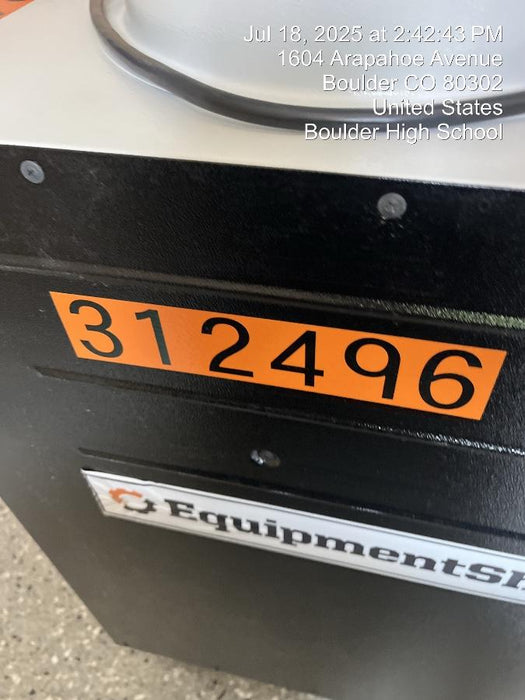 Jul 18, 2025 at 2:42:43 PM
1604 Arapahoe Avenue
Boulder CO 80302
United States
Boulder High School
312496